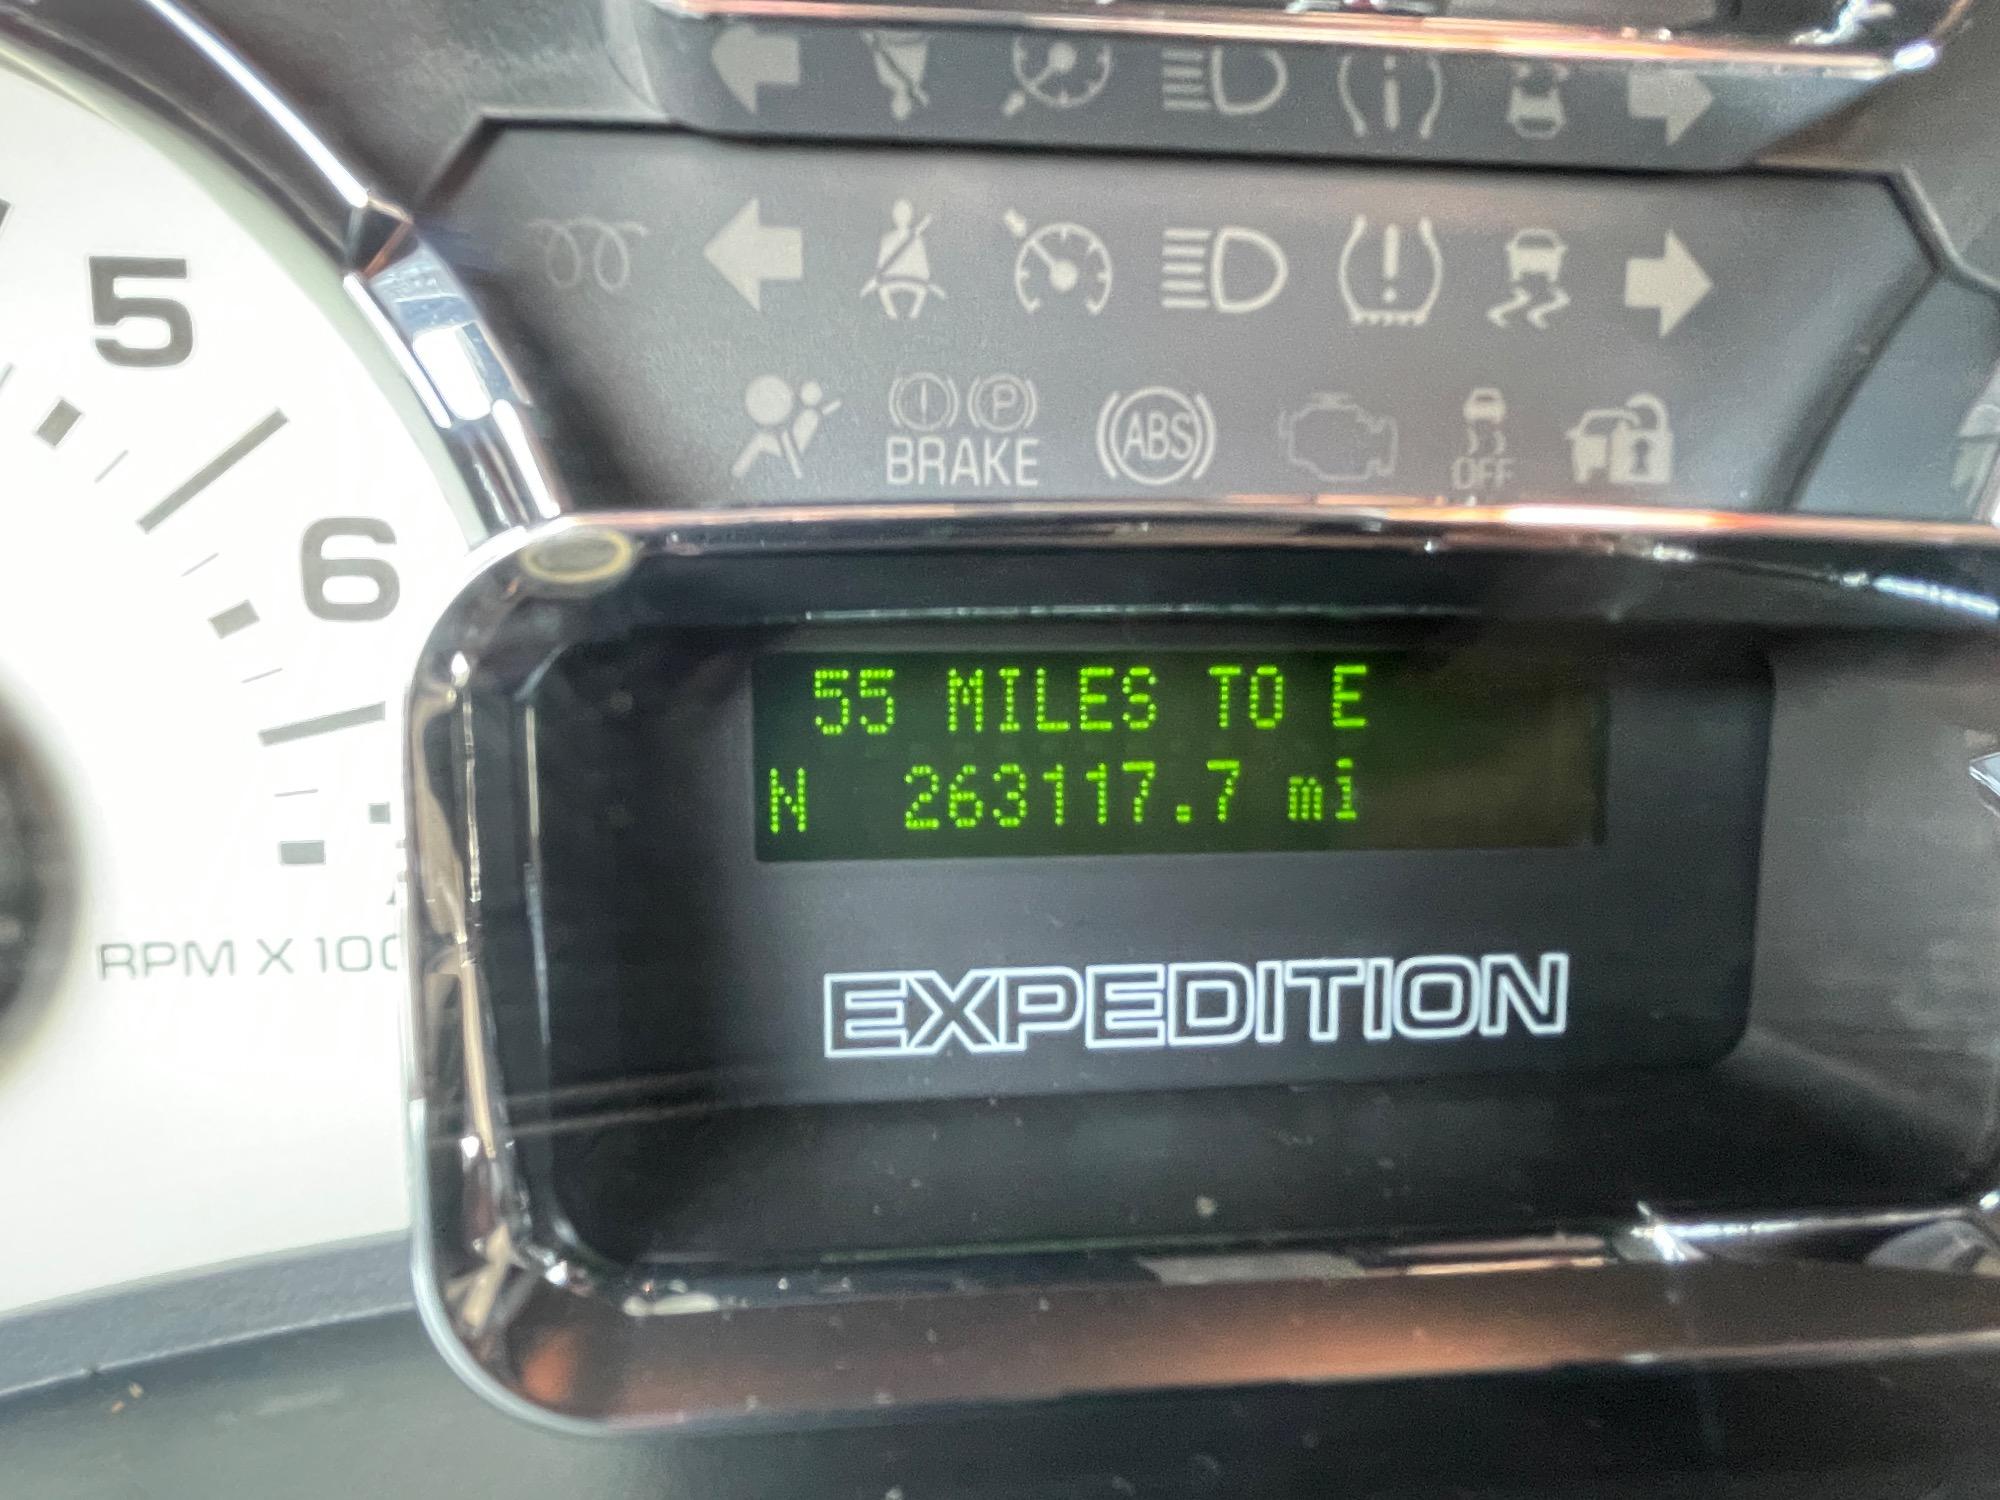 5
6
RPM X 100
P
BRAKE
ABS
OFF
55 MILES TO E
N 263117.7 mi
EXPEDITION